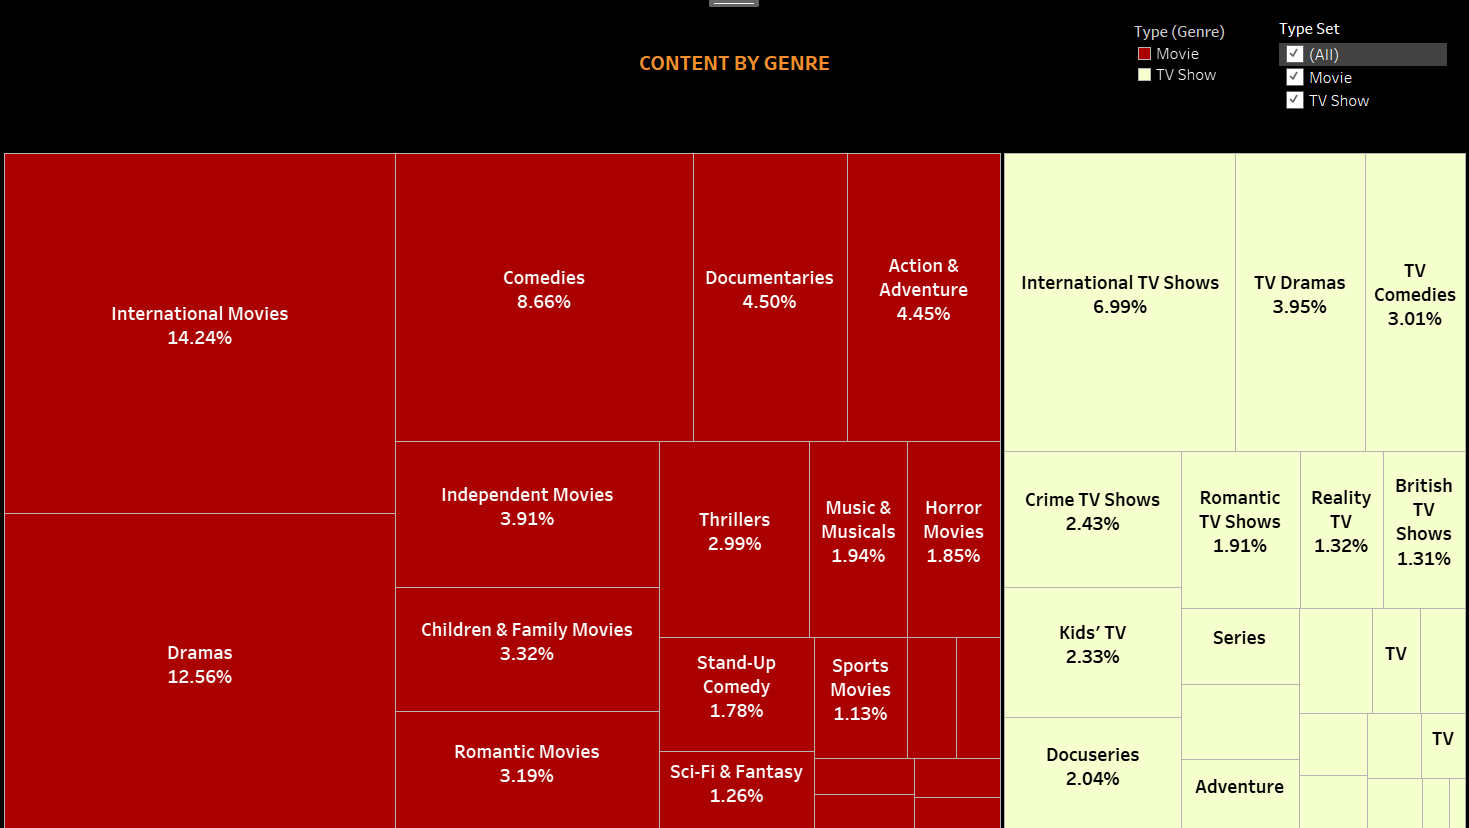 CONTENT BY GENRE
Type (Genre)
Movie
TV Show
Type Set
(All)
Movie
TV Show
International Movies
14.24%
Dramas
12.56%
Comedies
8.66%
Documentaries
4.50%
Action &
Adventure
4.45%
Independent Movies
3.91%
Children & Family Movies
3.32%
Romantic Movies
3.19%
Thrillers
2.99%
Music &
Musicals
1.94%
Horror
Movies
1.85%
Stand-Up
Comedy
1.78%
Sci-Fi & Fantasy
1.26%
Sports
Movies
1.13%
International TV Shows
6.99%
TV Dramas
3.95%
TV
Comedies
3.01%
Crime TV Shows
2.43%
Kids’ TV
2.33%
Docuseries
2.04%
Romantic
TV Shows
1.91%
Reality
TV
1.32%
British
TV
Shows
1.31%
Series
Adventure
TV
TV